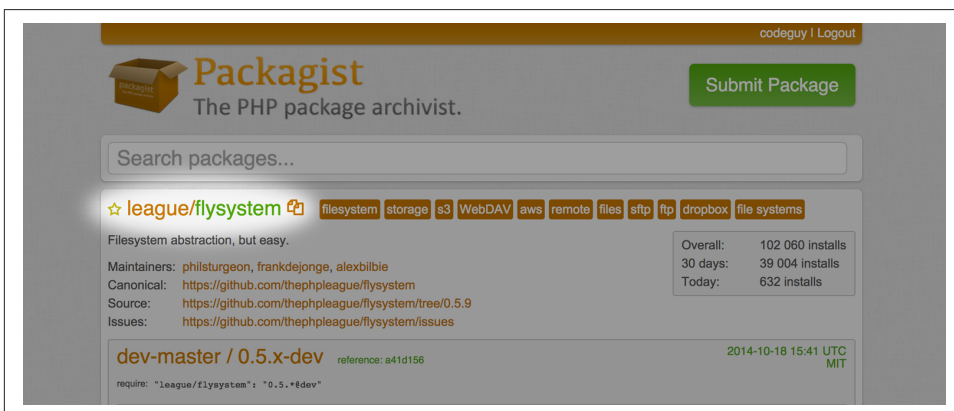 codeguy | Logout
packagist
Packagist
The PHP package archivist.
Submit Package
Search packages...
league/flysystem filesystem storage s3 WebDAV aws remote files sftp ftp dropbox file systems
Filesystem abstraction, but easy.
Maintainers: philsturgeon, frankdejonge, alexbilbie
Canonical: https://github.com/thephpleague/flysystem
Source: https://github.com/thephpleague/flysystem/tree/0.5.9
Issues: https://github.com/thephpleague/flysystem/issues
Overall: 102 060 installs
30 days: 39 004 installs
Today: 632 installs
dev-master / 0.5.x-dev reference: a41d156
2014-10-18 15:41 UTC
MIT
require: "league/flysystem": "0.5.*@dev"